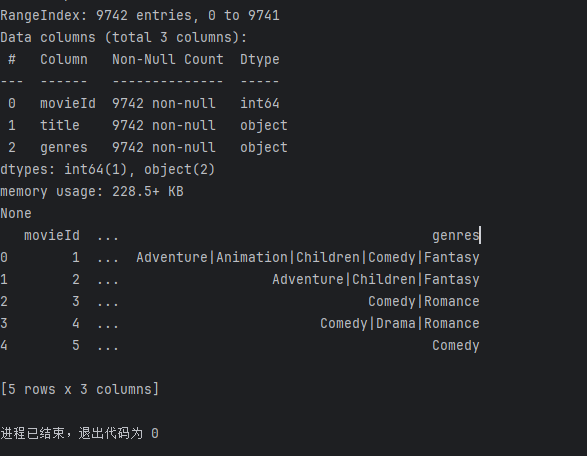 RangeIndex: 9742 entries, 0 to 9741
Data columns (total 3 columns):
 #   Column   Non-Null Count  Dtype
---  ------   --------------  -----
 0   movieId  9742 non-null   int64
 1   title    9742 non-null   object
 2   genres   9742 non-null   object
dtypes: int64(1), object(2)
memory usage: 228.5+ KB
None
   movieId  ...                                       genres
0        1  ...  Adventure|Animation|Children|Comedy|Fantasy
1        2  ...                   Adventure|Children|Fantasy
2        3  ...                               Comedy|Romance
3        4  ...                         Comedy|Drama|Romance
4        5  ...                                       Comedy
[5 rows x 3 columns]
进程已结束，退出代码为 0